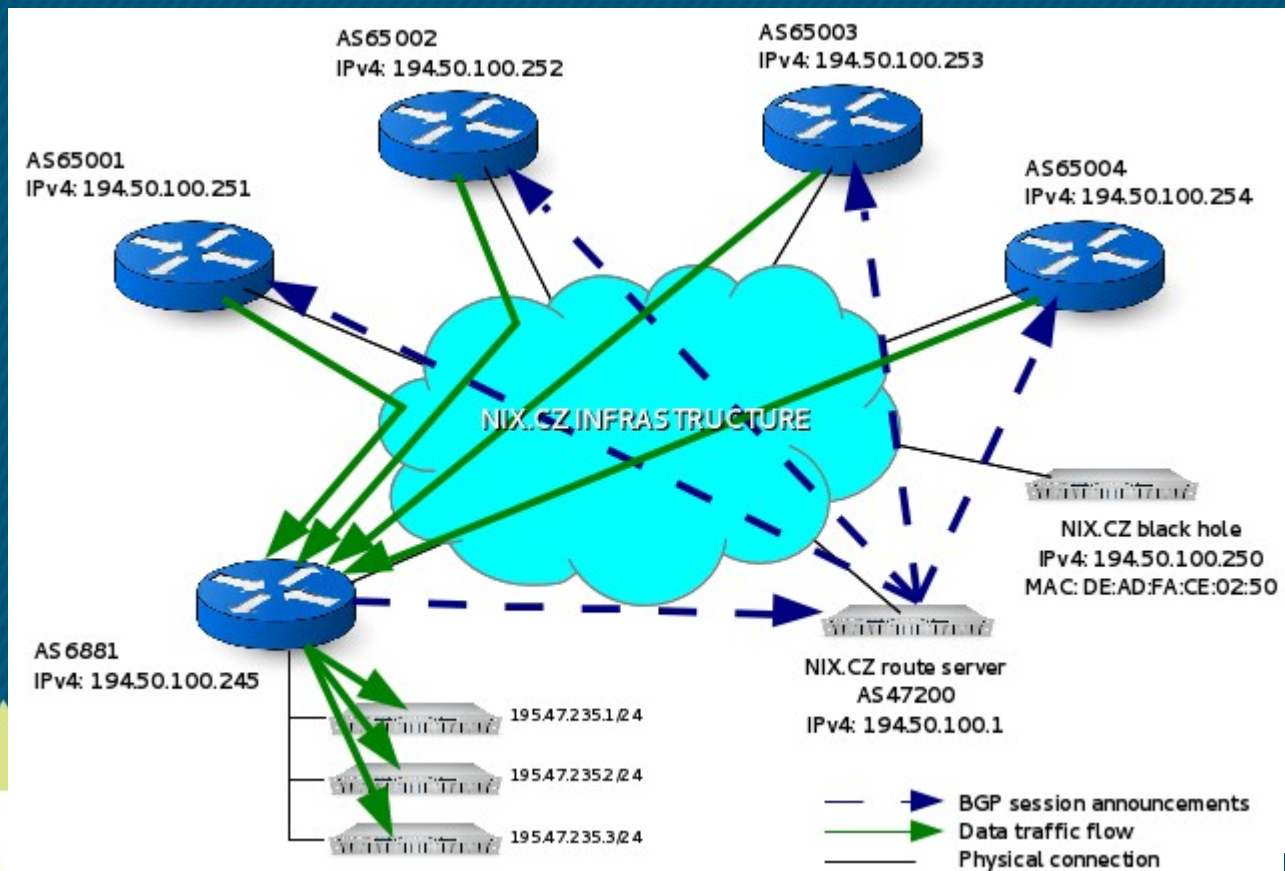 AS65002
IPv4: 194.50.100.252
AS65003
IPv4: 194.50.100.253
AS65001
IPv4: 194.50.100.251
AS65004
IPv4: 194.50.100.254
NIX.CZ INFRASTRUCTURE
NIX.CZ black hole
IPv4: 194.50.100.250
MAC: DE:AD:FA:CE:02:50
AS6881
IPv4: 194.50.100.245
NIX.CZ route server
AS47200
IPv4: 194.50.100.1
195.47.235.1/24
195.47.2352/24
195.47.235.3/24
BGP session announcements
Data traffic flow
Physical connection